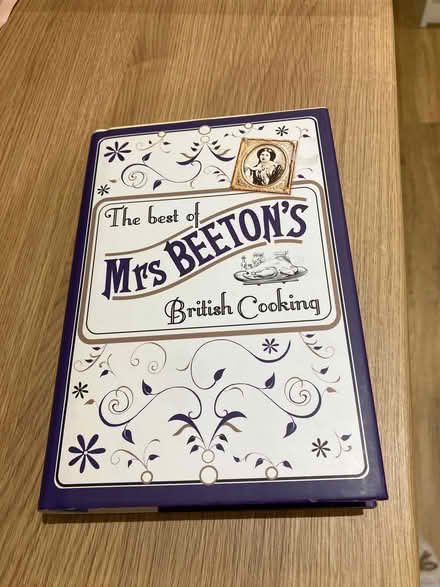 The best of
Mrs BEETON'S
British Cooking